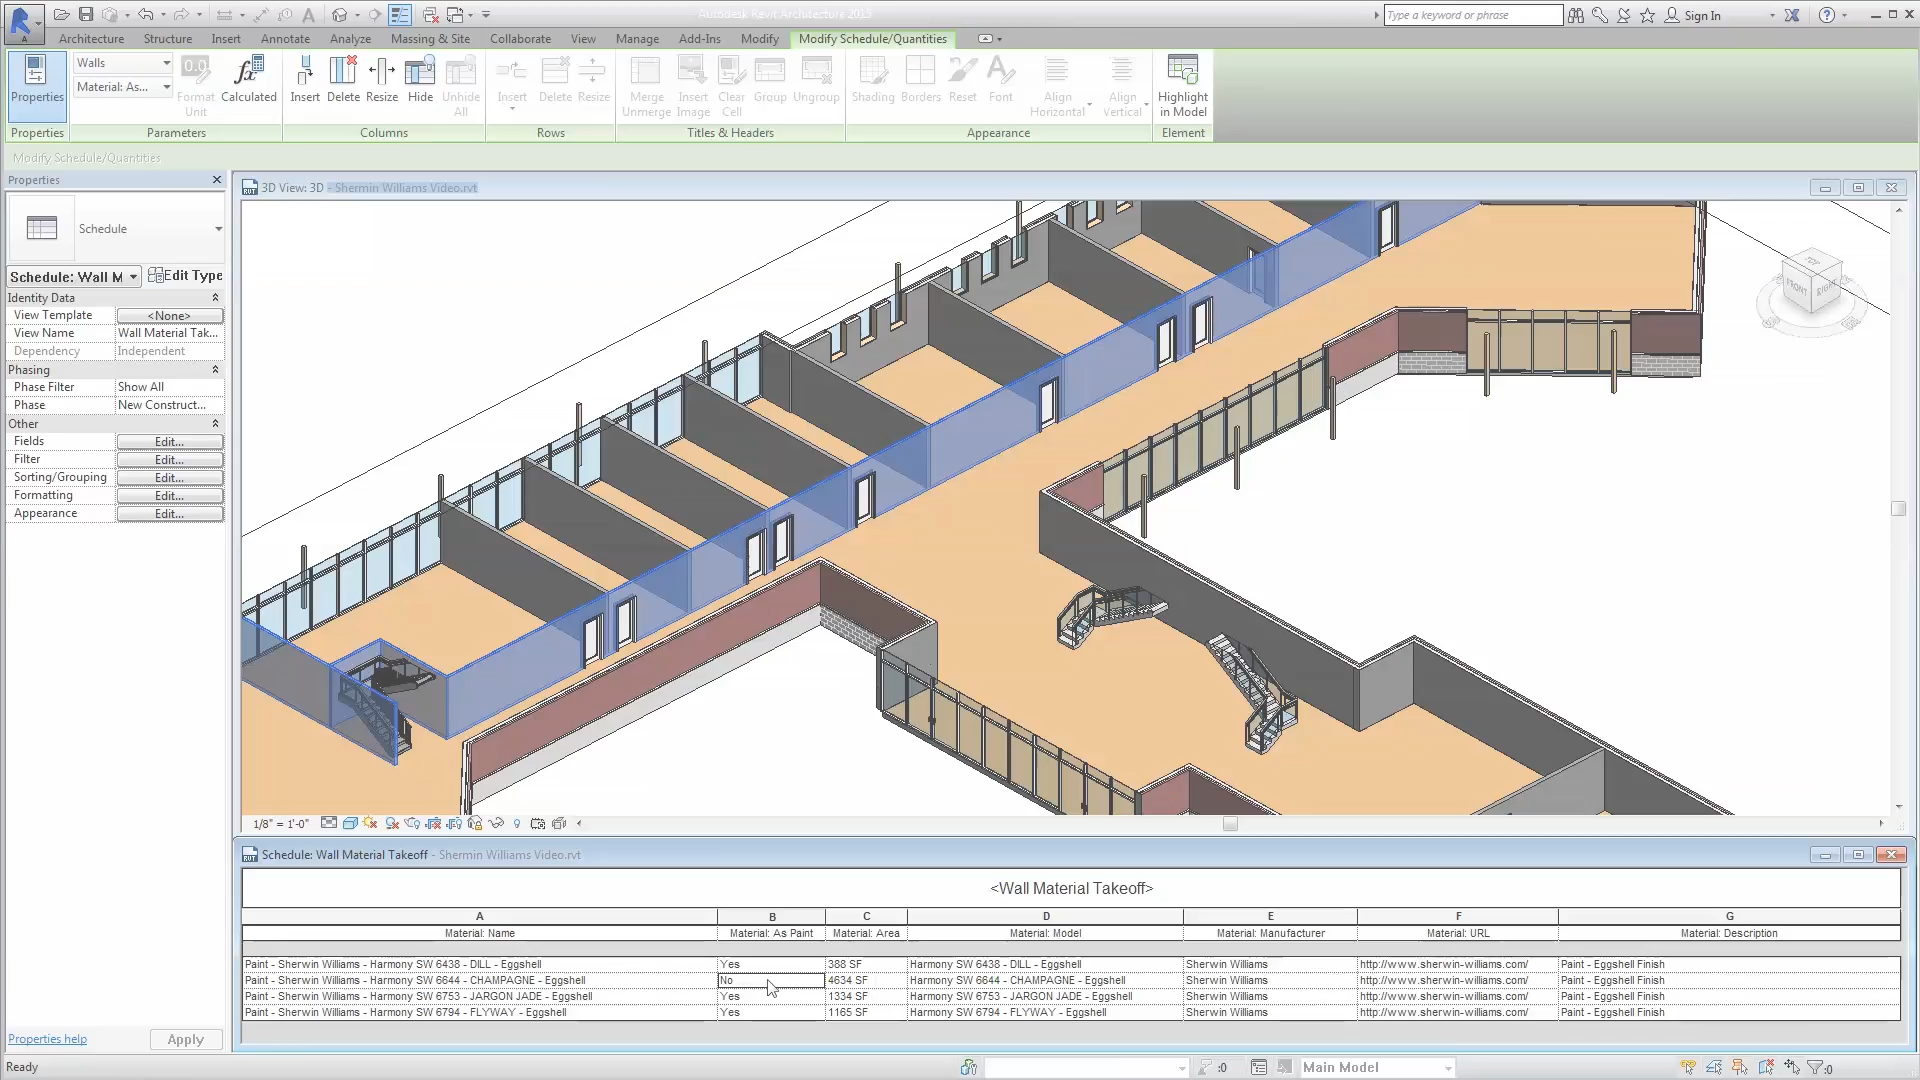 Autodesk Revit Architecture 2015
Type a keyword or phrase
Sign In
Architecture Structure Insert Annotate Analyze Massing & Site Collaborate View Manage Add-Ins Modify Modify Schedule/Quantities
Properties
Walls
Material: As...
Format Unit
Calculated
Insert Delete Resize Hide Unhide All
Insert Delete Resize
Merge Unmerge Insert Image Clear Cell Group Ungroup
Shading Borders Reset Font Align Horizontal Align Vertical
Highlight in Model
Properties Parameters Columns Rows Titles & Headers Appearance Element
Modify Schedule/Quantities
Properties
Schedule
Schedule: Wall M
Edit Type
Identity Data
View Template <None>
View Name Wall Material Tak...
Dependency Independent
Phasing
Phase Filter Show All
Phase New Construct...
Other
Fields Edit...
Filter Edit...
Sorting/Grouping Edit...
Formatting Edit...
Appearance Edit...
Properties help
Apply
3D View: 3D - Shermin Williams Video.rvt
TOP
FRONT
RIGHT
1/8" = 1'-0"
Schedule: Wall Material Takeoff - Shermin Williams Video.rvt
<Wall Material Takeoff>
A B C D E F G
Material: Name Material: As Paint Material: Area Material: Model Material: Manufacturer Material: URL Material: Description
Paint - Sherwin Williams - Harmony SW 6438 - DILL - Eggshell Yes 388 SF Harmony SW 6438 - DILL - Eggshell Sherwin Williams http://www.sherwin-williams.com/ Paint - Eggshell Finish
Paint - Sherwin Williams - Harmony SW 6644 - CHAMPAGNE - Eggshell No 4634 SF Harmony SW 6644 - CHAMPAGNE - Eggshell Sherwin Williams http://www.sherwin-williams.com/ Paint - Eggshell Finish
Paint - Sherwin Williams - Harmony SW 6753 - JARGON JADE - Eggshell Yes 1334 SF Harmony SW 6753 - JARGON JADE - Eggshell Sherwin Williams http://www.sherwin-williams.com/ Paint - Eggshell Finish
Paint - Sherwin Williams - Harmony SW 6794 - FLYWAY - Eggshell Yes 1165 SF Harmony SW 6794 - FLYWAY - Eggshell Sherwin Williams http://www.sherwin-williams.com/ Paint - Eggshell Finish
Ready
:0
Main Model
:0